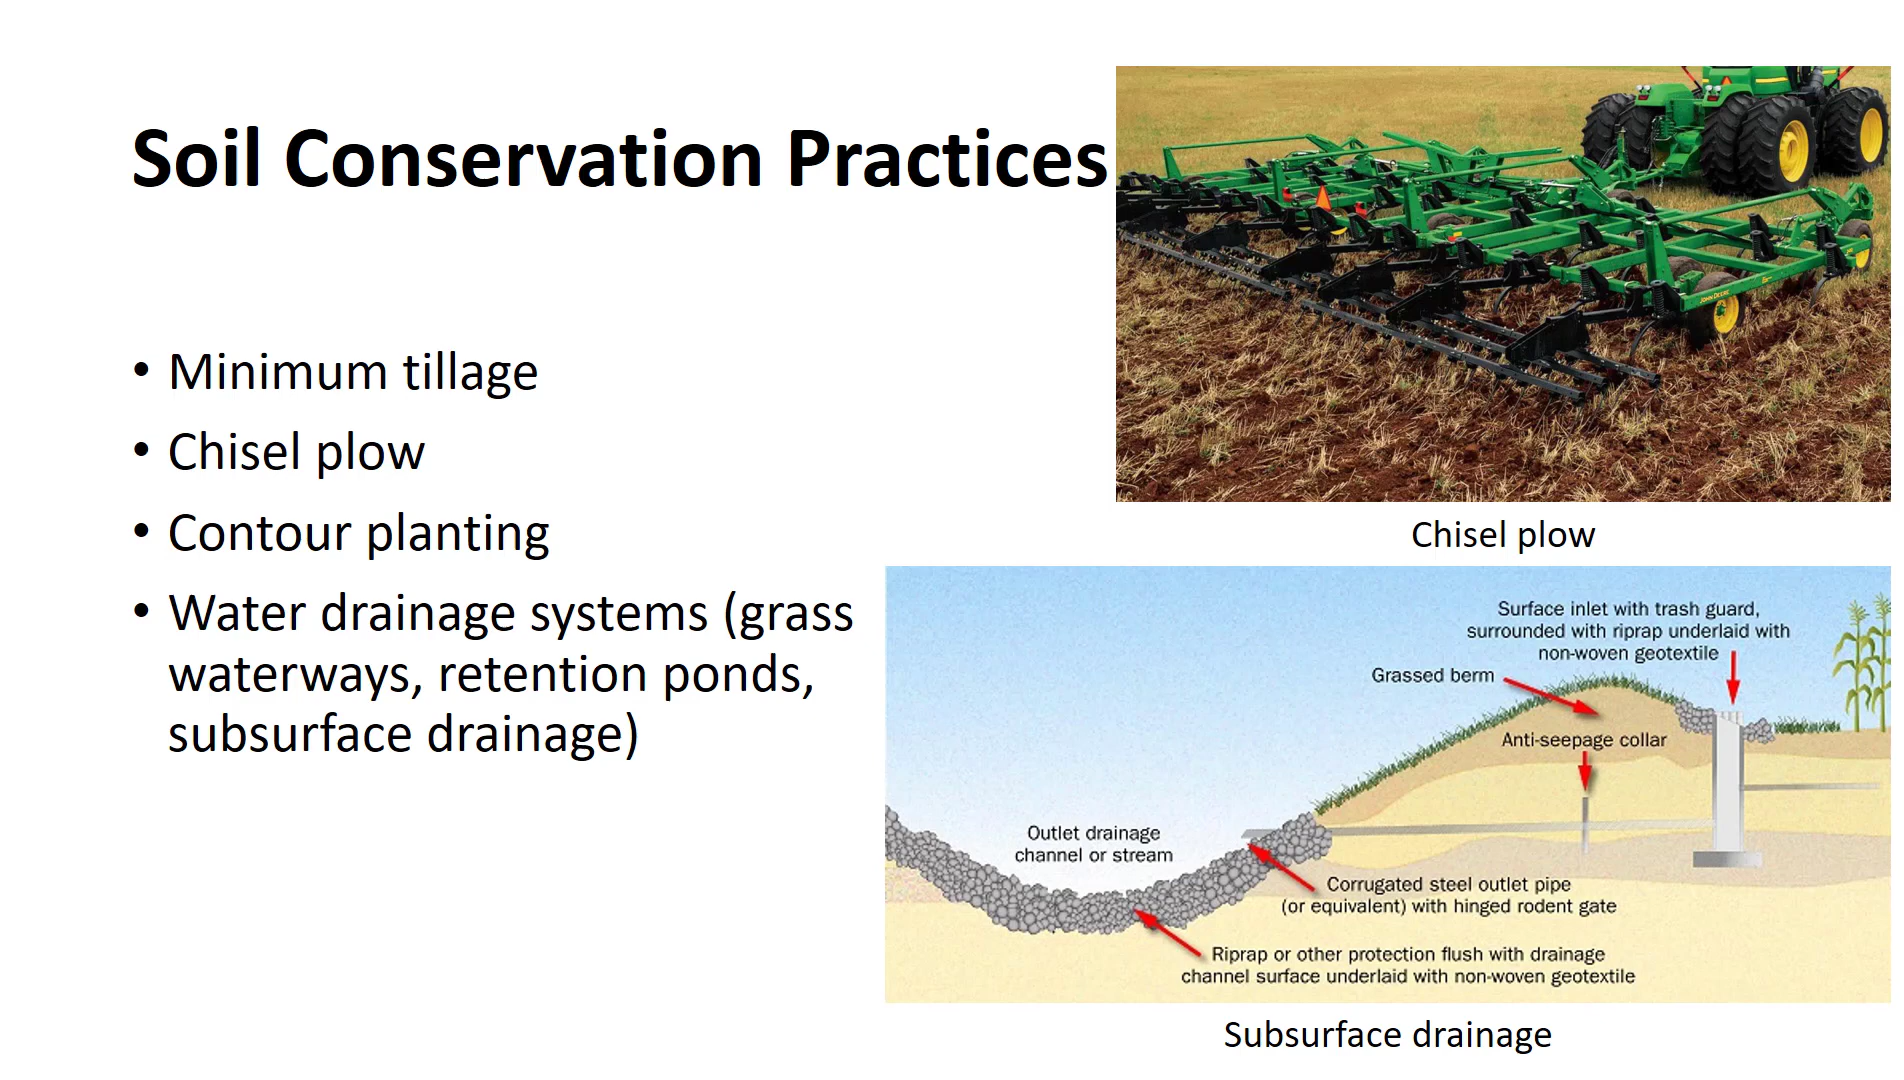 Soil Conservation Practices
• Minimum tillage
• Chisel plow
• Contour planting
• Water drainage systems (grass
waterways, retention ponds,
subsurface drainage)
JOHN DEERE
Chisel plow
Surface inlet with trash guard,
surrounded with riprap underlaid with
non-woven geotextile
Grassed berm
Anti-seepage collar
Outlet drainage
channel or stream
Corrugated steel outlet pipe
(or equivalent) with hinged rodent gate
Riprap or other protection flush with drainage
channel surface underlaid with non-woven geotextile
Subsurface drainage